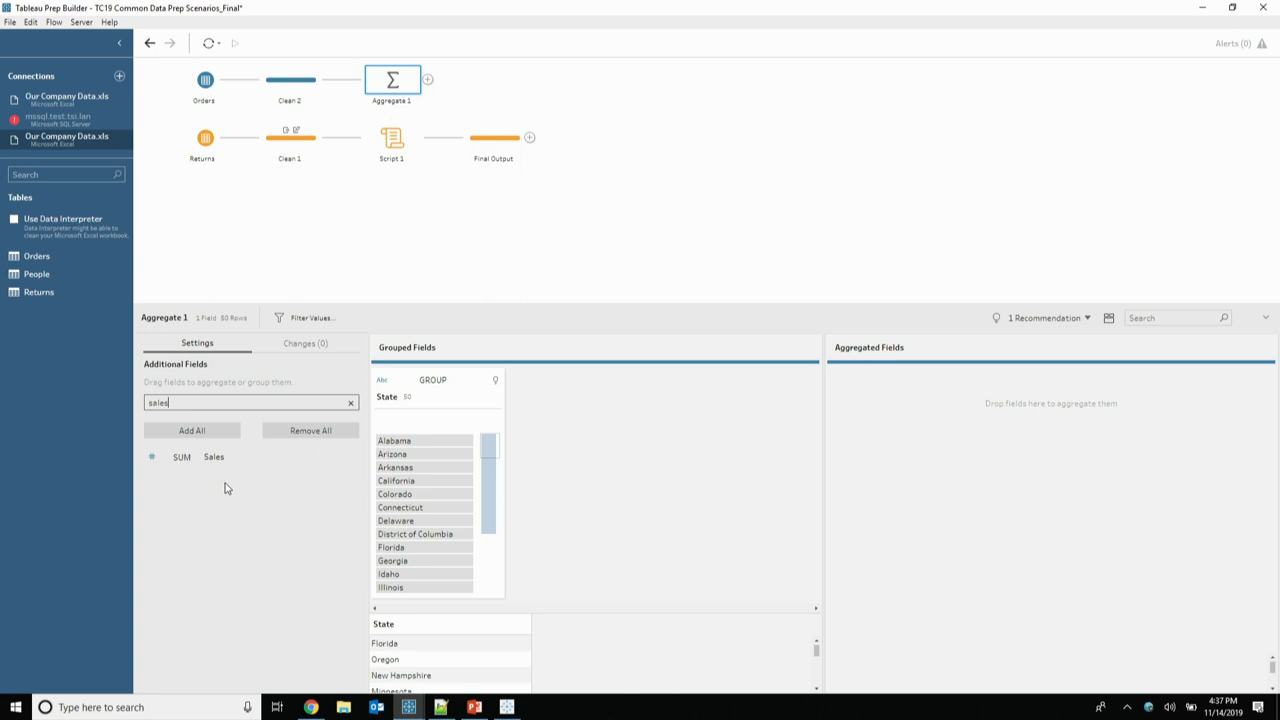 Tableau Prep Builder - TC19 Common Data Prep Scenarios_Final*
File Edit Flow Server Help
Alerts (0)
Connections
Our Company Data.xls
Microsoft Excel
mssql.test.tsi.lan
Microsoft SQL Server
Our Company Data.xls
Microsoft Excel
Search
Tables
Use Data Interpreter
Data Interpreter might be able to
clean your Microsoft Excel workbook.
Orders
People
Returns
Orders
Clean 2
Aggregate 1
Returns
Clean 1
Script 1
Final Output
Aggregate 1 1 Field 50 Rows
Filter Values...
1 Recommendation
Search
Settings
Changes (0)
Additional Fields
Drag fields to aggregate or group them.
sales
Add All
Remove All
# SUM Sales
Grouped Fields
Abc GROUP
State 50
Alabama
Arizona
Arkansas
California
Colorado
Connecticut
Delaware
District of Columbia
Florida
Georgia
Idaho
Illinois
State
Florida
Oregon
New Hampshire
Minnesota
Aggregated Fields
Drop fields here to aggregate them
Type here to search
4:37 PM
11/14/2019